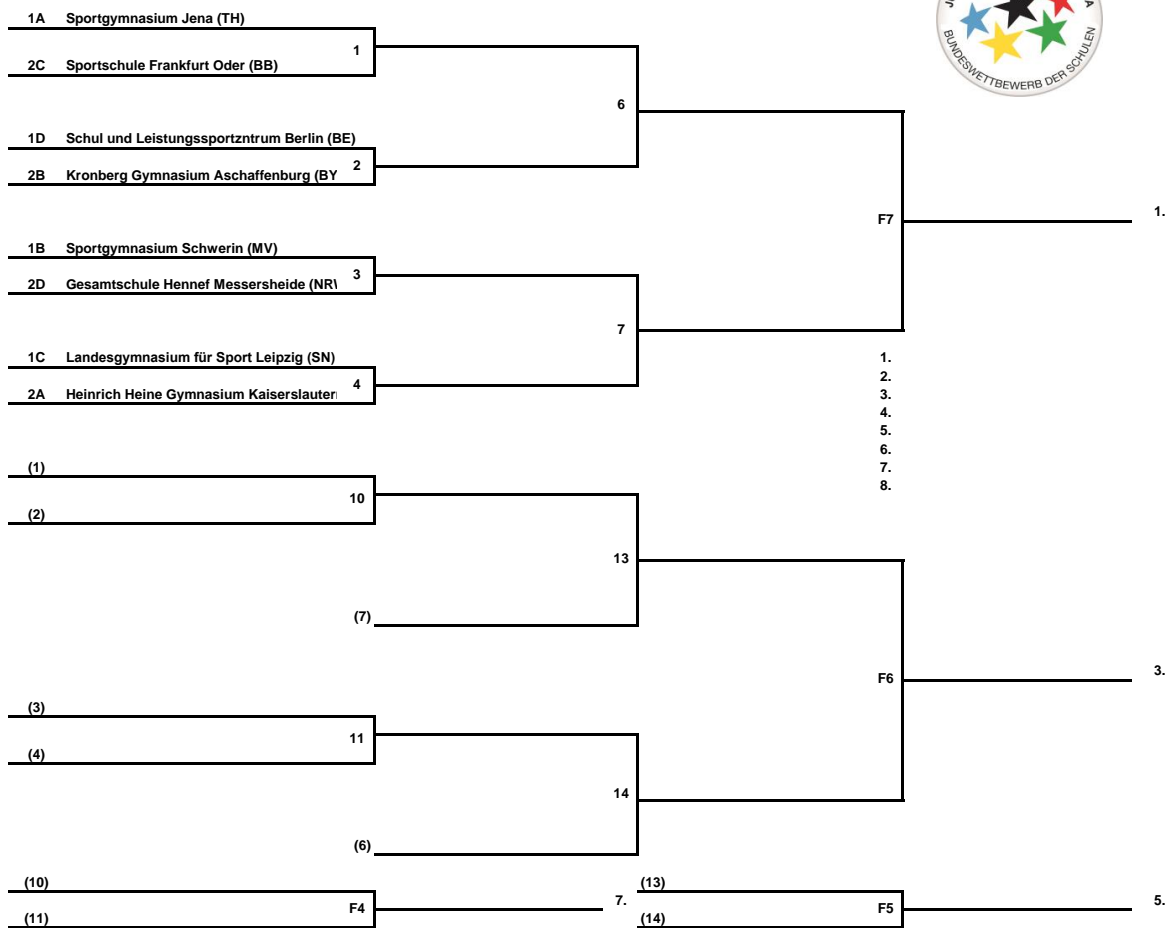 1A Sportgymnasium Jena (TH)
1
2C Sportschule Frankfurt Oder (BB)
6
1D Schul und Leistungssportzntrum Berlin (BE)
2
2B Kronberg Gymnasium Aschaffenburg (BY
F7
1.
1B Sportgymnasium Schwerin (MV)
3
2D Gesamtschule Hennef Messersheide (NR
7
1C Landesgymnasium für Sport Leipzig (SN)
4
2A Heinrich Heine Gymnasium Kaiserslauter
1.
2.
3.
4.
5.
6.
7.
8.
(1)
10
(2)
13
(7)
F6
3.
(3)
11
(4)
14
(6)
(10)
F4
7.
(11)
(13)
F5
5.
(14)
BUNDESWETTBEWERB DER SCHULEN